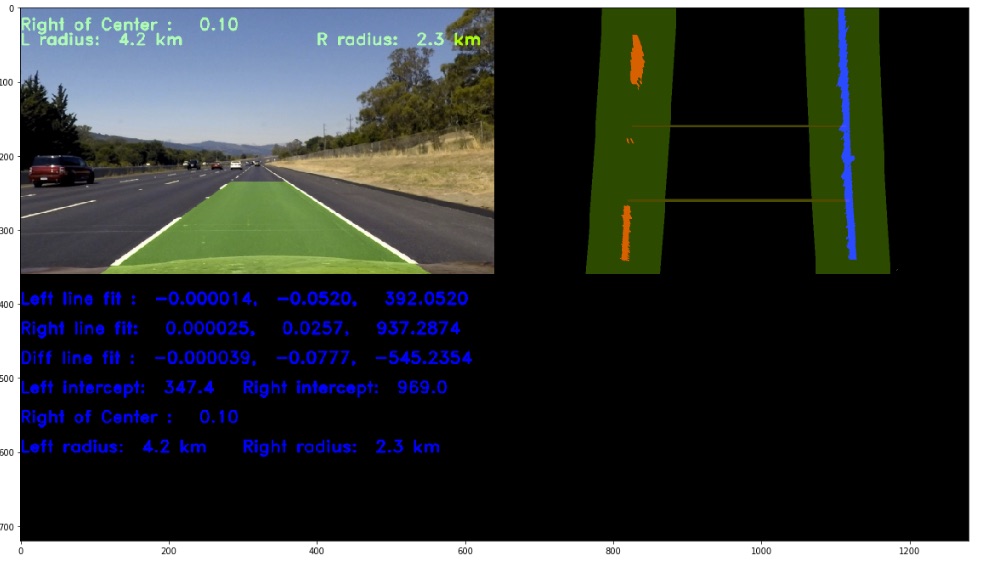 0
100
200
300
400
500
600
700
Right of Center : 0.10
L radius: 4.2 km R radius: 2.3 km
Left line fit : -0.000014, -0.0520, 392.0520
Right line fit: 0.000025, 0.0257, 937.2874
Diff line fit : -0.000039, -0.0777, -545.2354
Left intercept: 347.4 Right intercept: 969.0
Right of Center : 0.10
Left radius: 4.2 km Right radius: 2.3 km
0 200 400 600 800 1000 1200